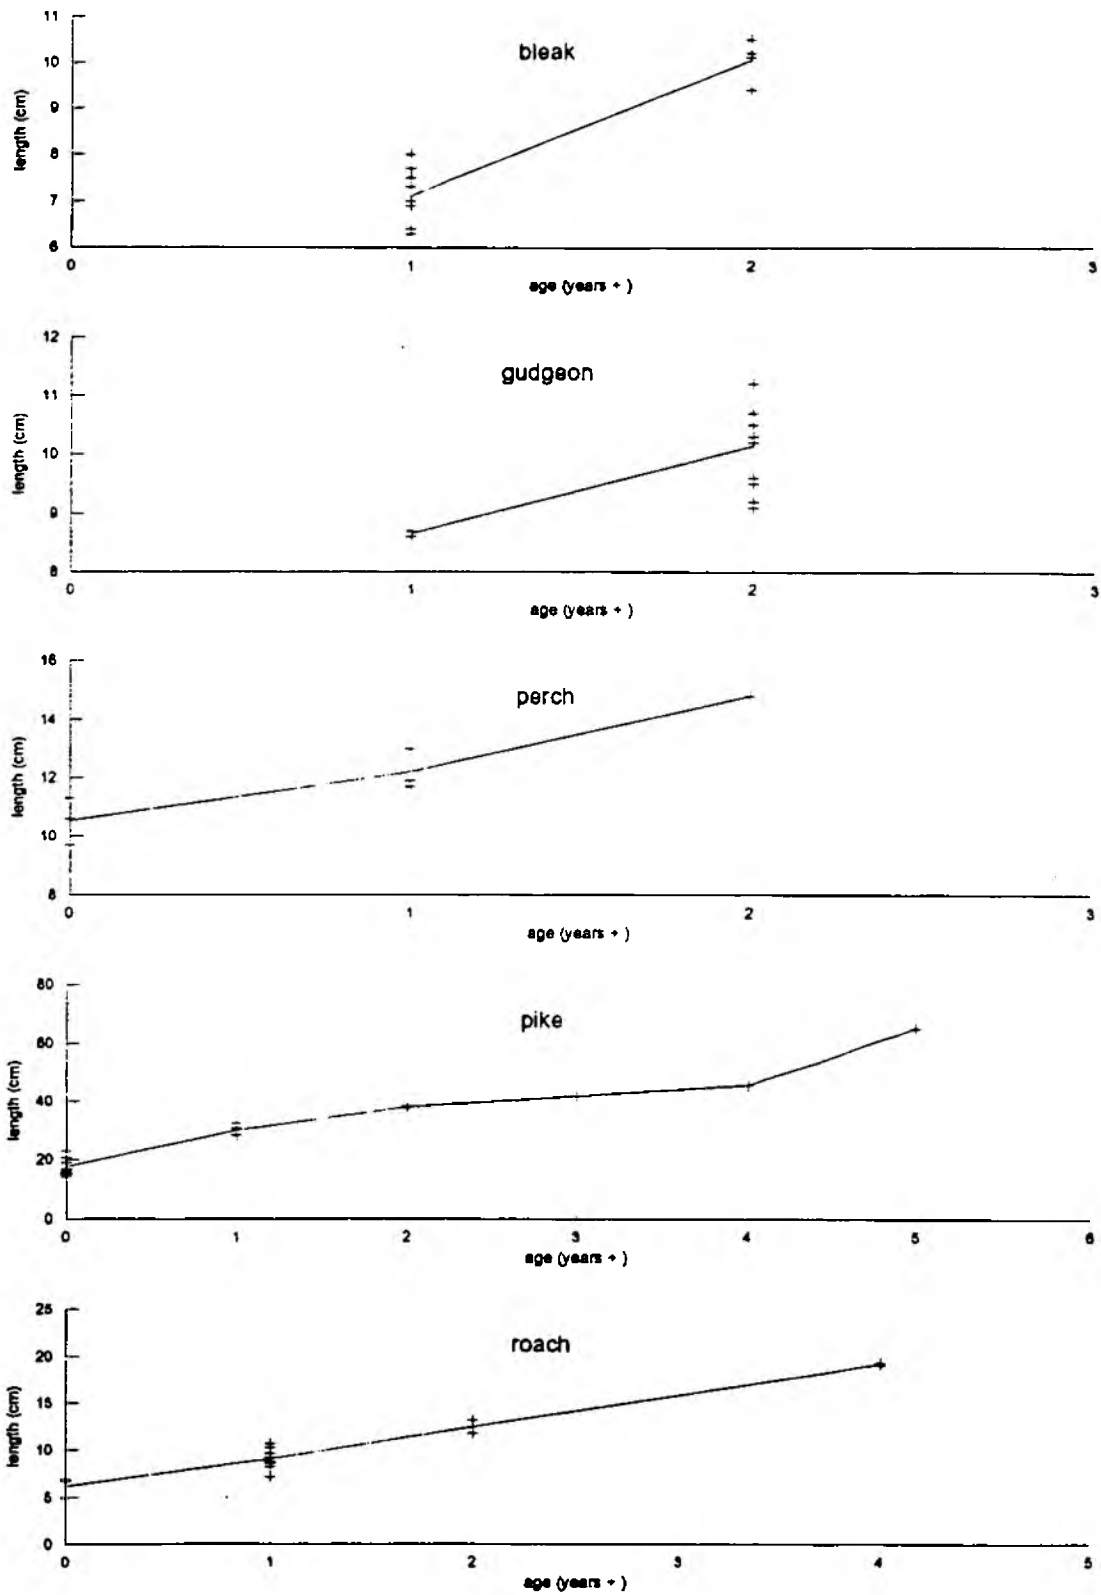 bleak
length (cm)
11
10
9
8
7
6
0 1 2 3
age (years + )
gudgeon
length (cm)
12
11
10
9
8
0 1 2 3
age (years + )
perch
length (cm)
16
14
12
10
8
0 1 2 3
age (years + )
pike
length (cm)
80
60
40
20
0
0 1 2 3 4 5 6
age (years + )
roach
length (cm)
25
20
15
10
5
0
0 1 2 3 4 5
age (years + )